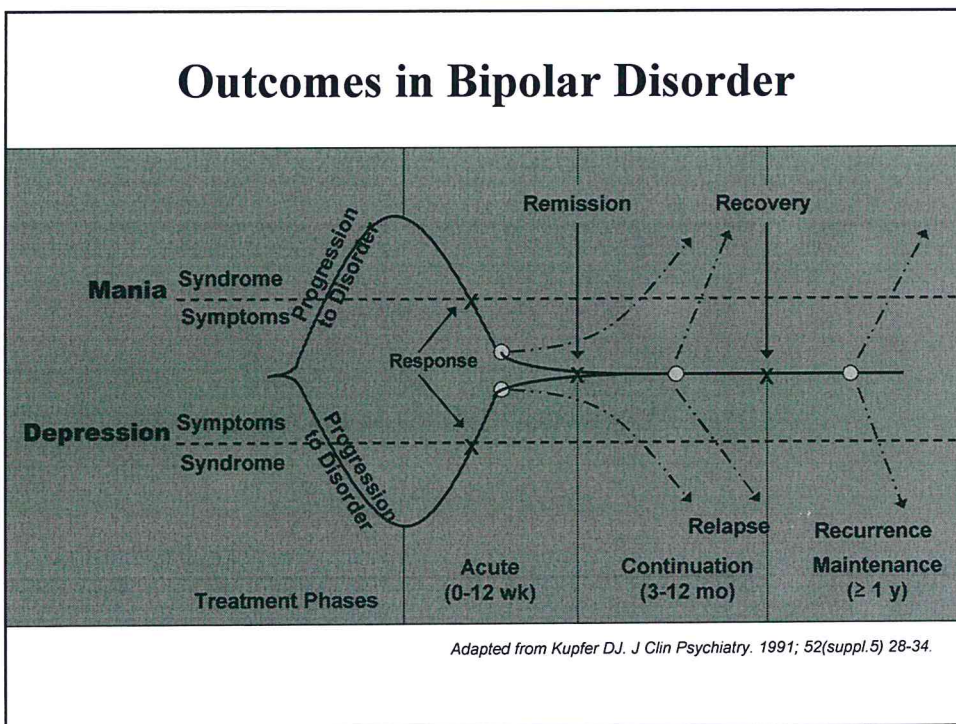 Outcomes in Bipolar Disorder
Remission
Recovery
Progression
to Disorder
Mania
Syndrome
Symptoms
Response
Depression
Symptoms
Syndrome
Progression
to Disorder
Relapse
Recurrence
Treatment Phases
Acute
(0-12 wk)
Continuation
(3-12 mo)
Maintenance
(≥ 1 y)
Adapted from Kupfer DJ. J Clin Psychiatry. 1991; 52(suppl.5) 28-34.